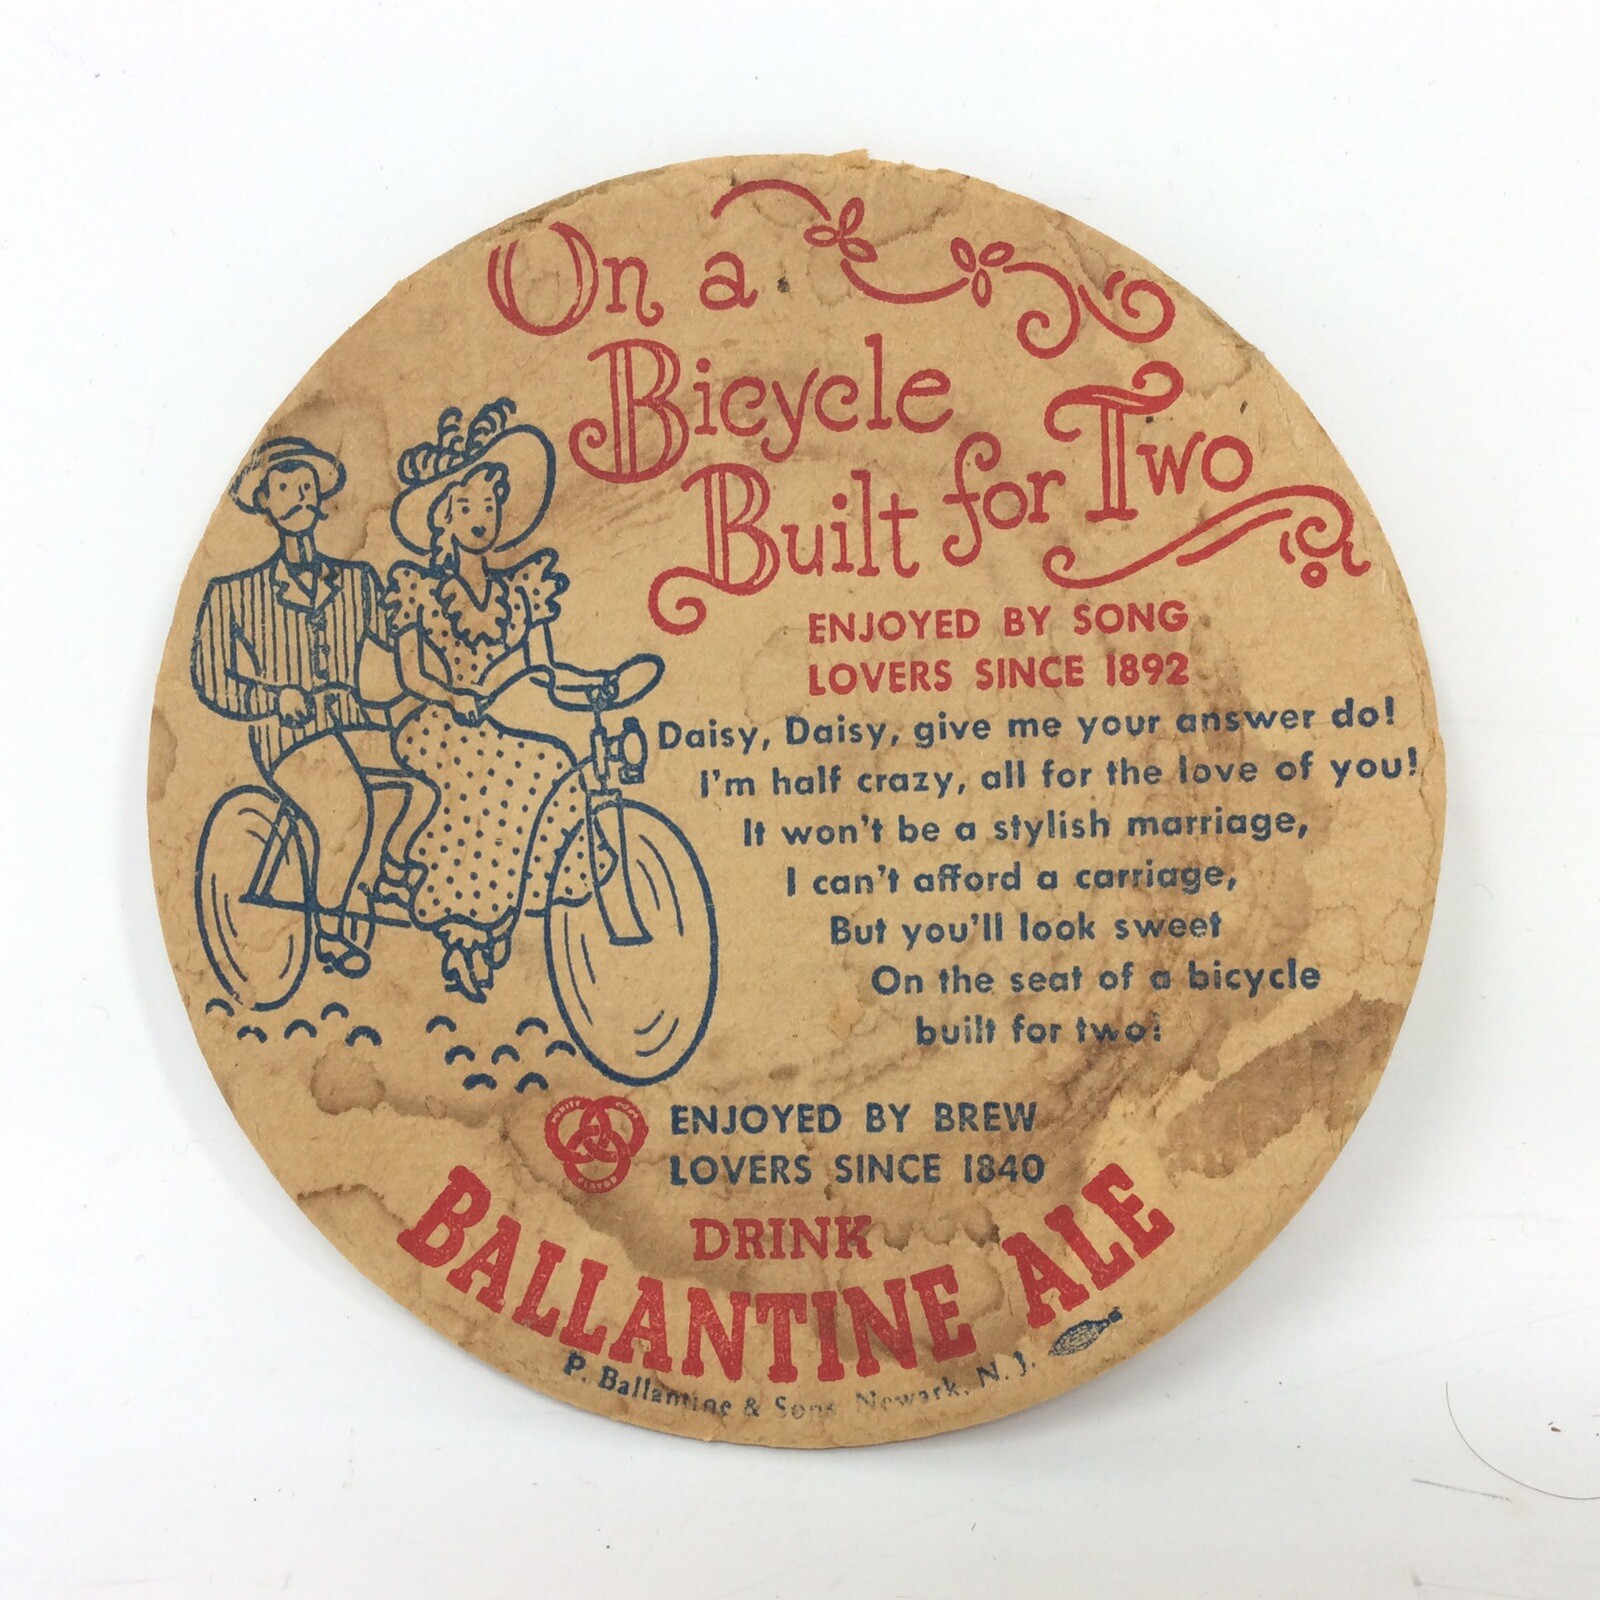 On a
Bicycle
Built for Two
ENJOYED BY SONG
LOVERS SINCE 1892
Daisy, Daisy, give me your answer do!
I'm half crazy, all for the love of you!
It won't be a stylish marriage,
I can't afford a carriage,
But you'll look sweet
On the seat of a bicycle
built for two!
PURITY BODY FLAVOR
ENJOYED BY BREW
LOVERS SINCE 1840
DRINK
BALLANTINE ALE
P. Ballantine & Sons, Newark, N. J.